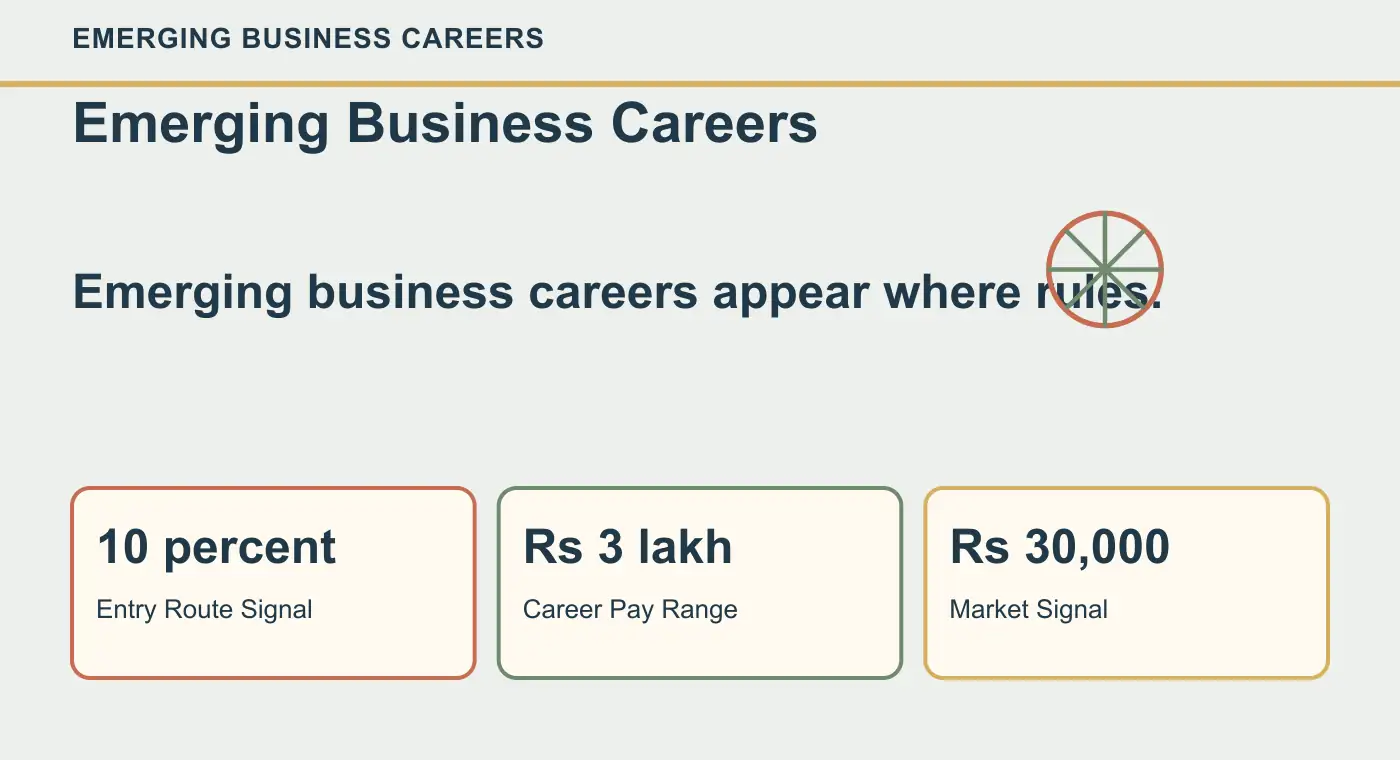 EMERGING BUSINESS CAREERS
Emerging Business Careers
Emerging business careers appear where rules.
10 percent
Entry Route Signal
Rs 3 lakh
Career Pay Range
Rs 30,000
Market Signal